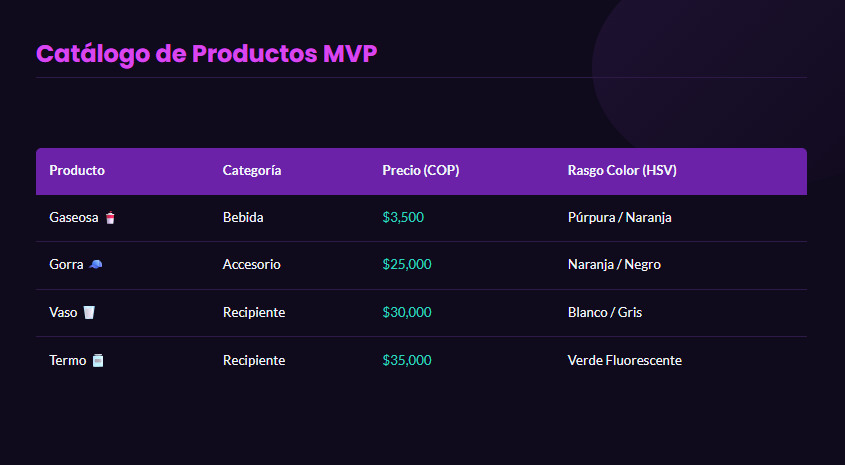 Catálogo de Productos MVP
Producto Categoría Precio (COP) Rasgo Color (HSV)
Gaseosa Bebida $3,500 Púrpura / Naranja
Gorra Accesorio $25,000 Naranja / Negro
Vaso Recipiente $30,000 Blanco / Gris
Termo Recipiente $35,000 Verde Fluorescente